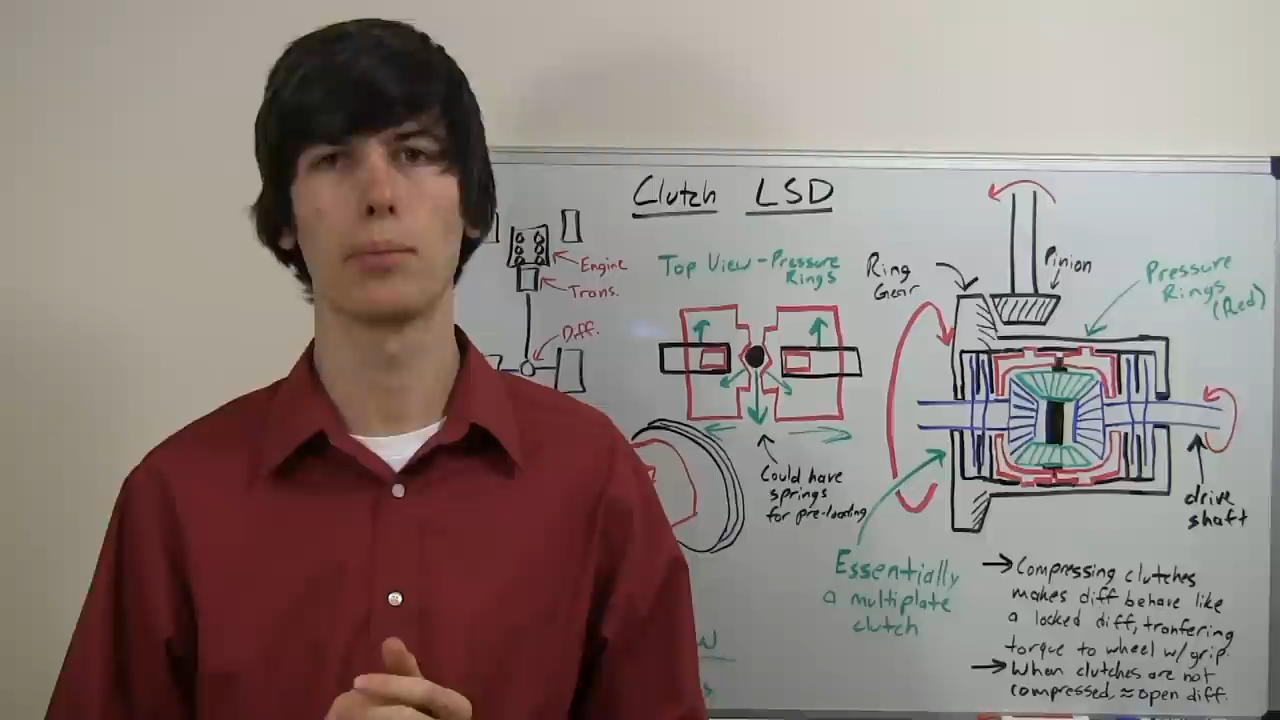 Clutch LSD
Engine
Trans.
Diff.
Top View - Pressure
Rings
Could have
springs
for pre-loading
Ring
Gear
Pinion
Pressure
Rings
(Red)
drive
shaft
Essentially
a multiplate
clutch
→ Compressing clutches
makes diff behave like
a locked diff, tranfering
torque to wheel w/grip.
→ When clutches are not
compressed, ≈ open diff.